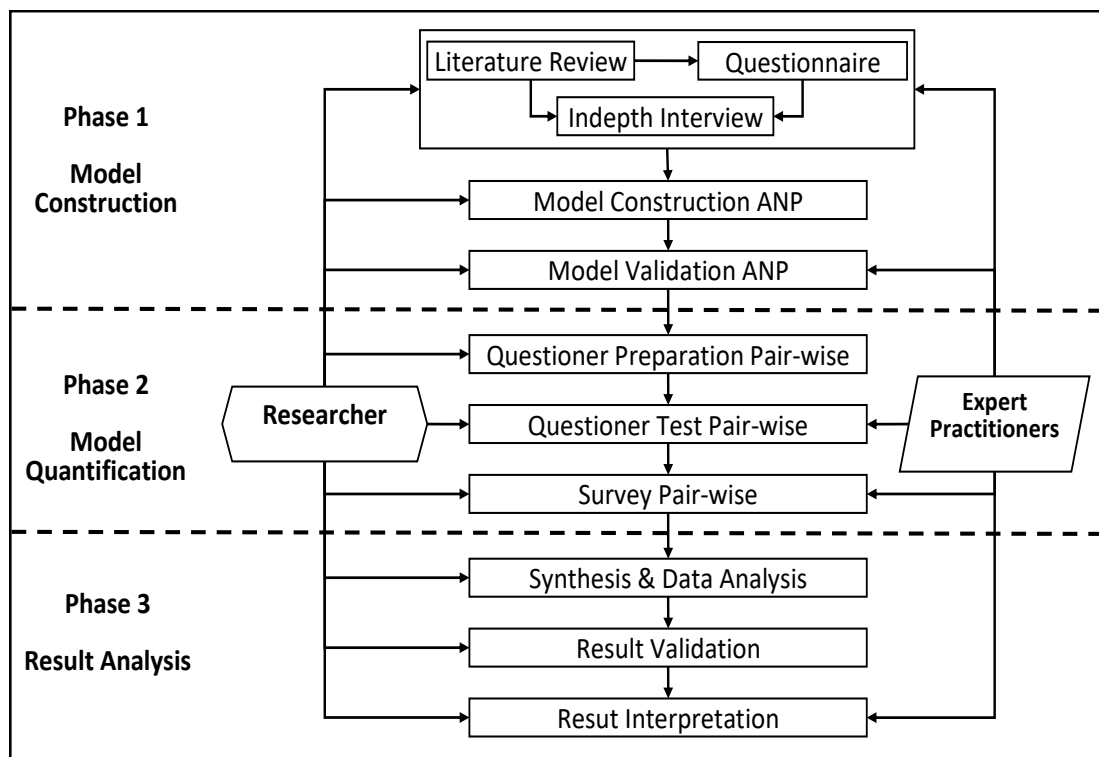 Literature Review
Questionnaire
Indepth Interview
Phase 1
Model
Construction
Model Construction ANP
Model Validation ANP
Questioner Preparation Pair-wise
Phase 2
Model
Quantification
Researcher
Questioner Test Pair-wise
Expert
Practitioners
Survey Pair-wise
Synthesis & Data Analysis
Phase 3
Result Analysis
Result Validation
Resut Interpretation